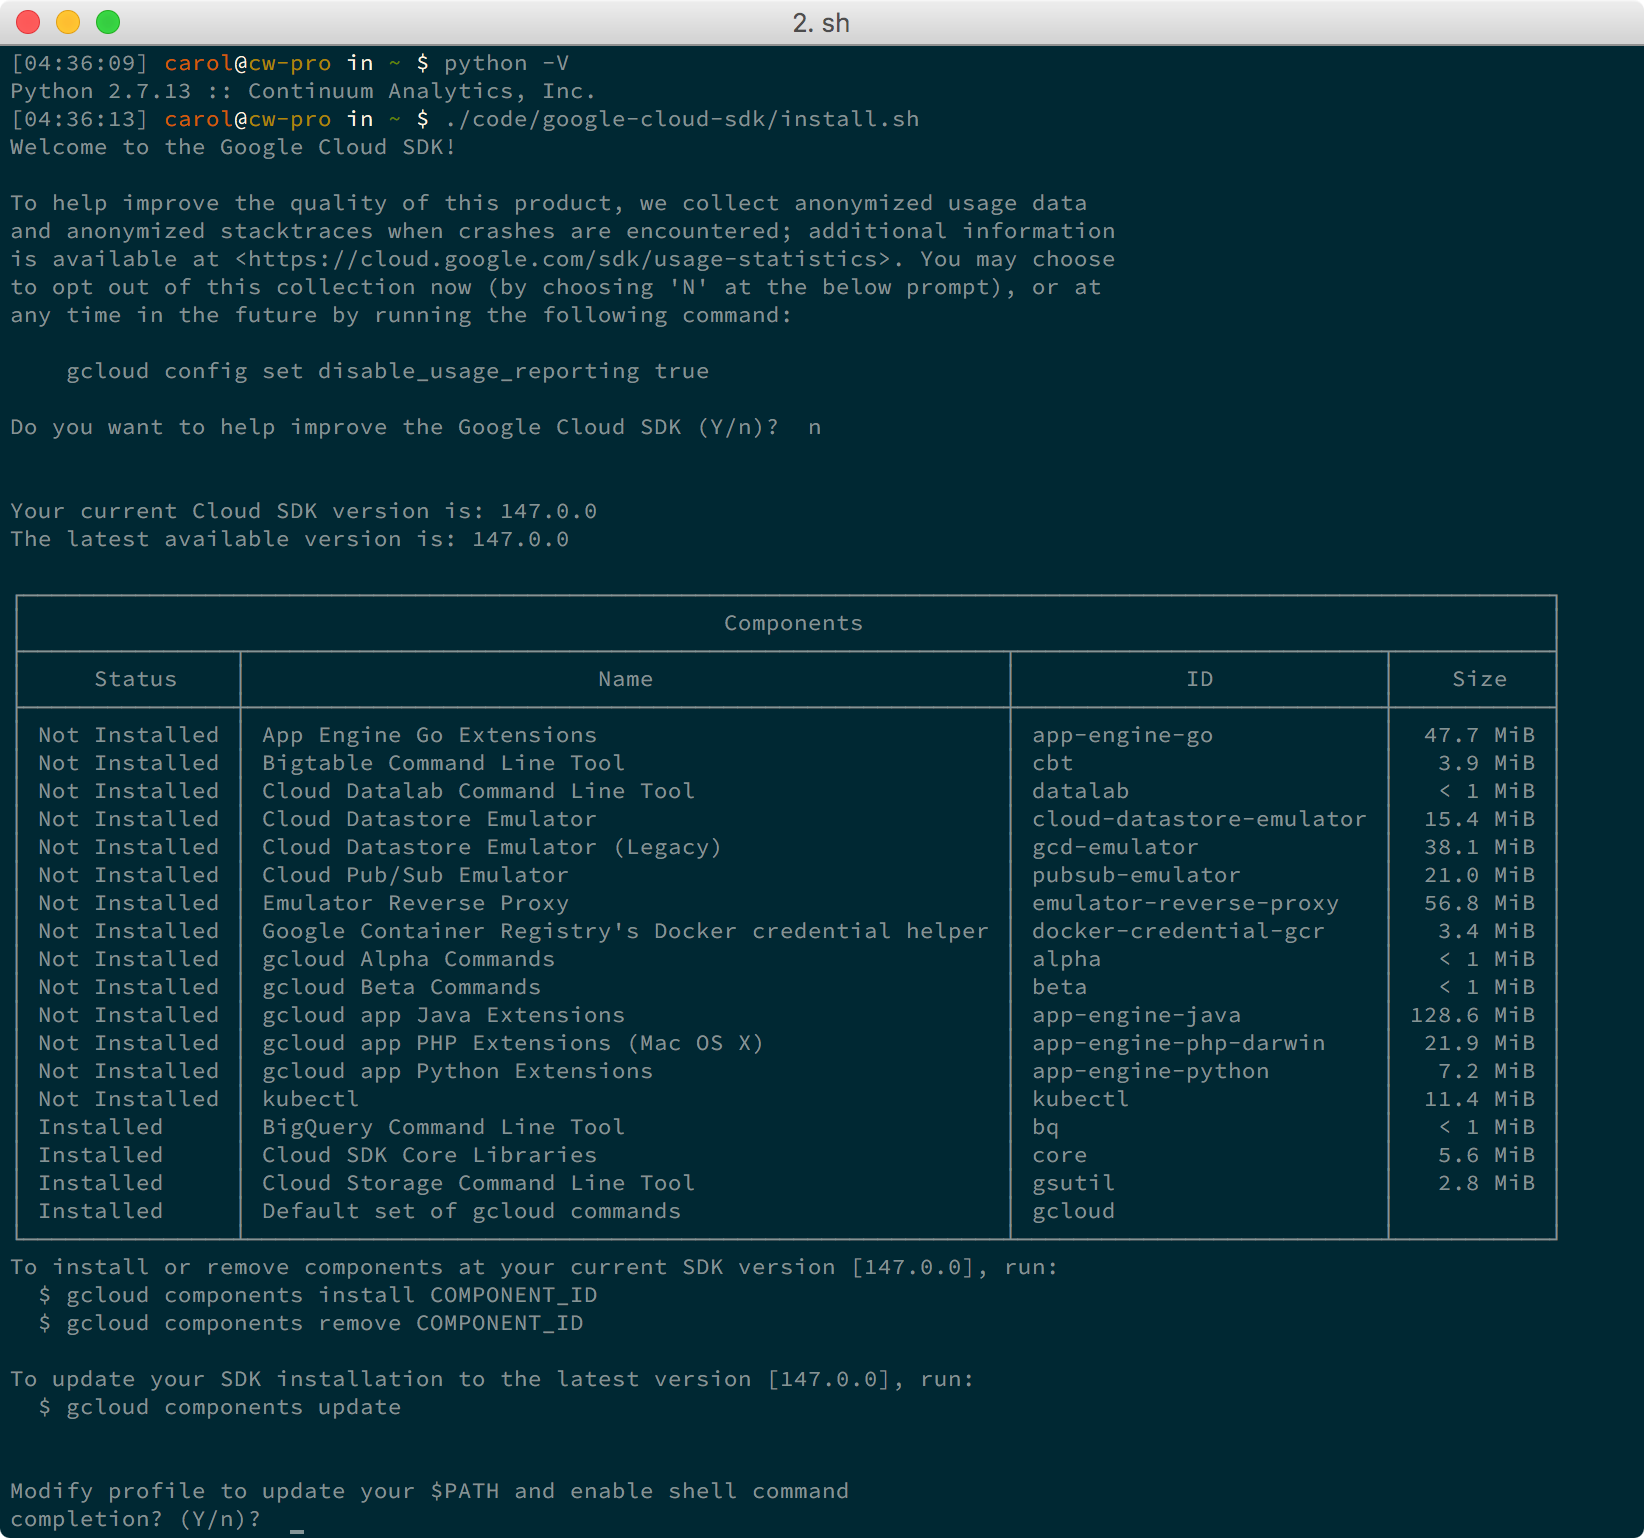 2. sh
[04:36:09] carol@cw-pro in ~ $ python -V
Python 2.7.13 :: Continuum Analytics, Inc.
[04:36:13] carol@cw-pro in ~ $ ./code/google-cloud-sdk/install.sh
Welcome to the Google Cloud SDK!
To help improve the quality of this product, we collect anonymized usage data
and anonymized stacktraces when crashes are encountered; additional information
is available at <https://cloud.google.com/sdk/usage-statistics>. You may choose
to opt out of this collection now (by choosing 'N' at the below prompt), or at
any time in the future by running the following command:
gcloud config set disable_usage_reporting true
Do you want to help improve the Google Cloud SDK (Y/n)?  n
Your current Cloud SDK version is: 147.0.0
The latest available version is: 147.0.0
Components
Status Name ID Size
Not Installed App Engine Go Extensions app-engine-go 47.7 MiB
Not Installed Bigtable Command Line Tool cbt 3.9 MiB
Not Installed Cloud Datalab Command Line Tool datalab < 1 MiB
Not Installed Cloud Datastore Emulator cloud-datastore-emulator 15.4 MiB
Not Installed Cloud Datastore Emulator (Legacy) gcd-emulator 38.1 MiB
Not Installed Cloud Pub/Sub Emulator pubsub-emulator 21.0 MiB
Not Installed Emulator Reverse Proxy emulator-reverse-proxy 56.8 MiB
Not Installed Google Container Registry's Docker credential helper docker-credential-gcr 3.4 MiB
Not Installed gcloud Alpha Commands alpha < 1 MiB
Not Installed gcloud Beta Commands beta < 1 MiB
Not Installed gcloud app Java Extensions app-engine-java 128.6 MiB
Not Installed gcloud app PHP Extensions (Mac OS X) app-engine-php-darwin 21.9 MiB
Not Installed gcloud app Python Extensions app-engine-python 7.2 MiB
Not Installed kubectl kubectl 11.4 MiB
Installed BigQuery Command Line Tool bq < 1 MiB
Installed Cloud SDK Core Libraries core 5.6 MiB
Installed Cloud Storage Command Line Tool gsutil 2.8 MiB
Installed Default set of gcloud commands gcloud
To install or remove components at your current SDK version [147.0.0], run:
$ gcloud components install COMPONENT_ID
$ gcloud components remove COMPONENT_ID
To update your SDK installation to the latest version [147.0.0], run:
$ gcloud components update
Modify profile to update your $PATH and enable shell command
completion? (Y/n)?  _